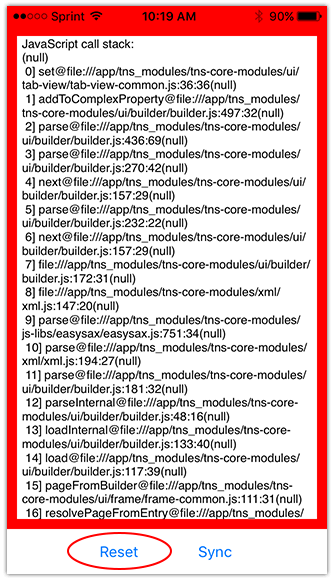 Sprint 10:19 AM 90%
JavaScript call stack:
(null)
0] set@file:///app/tns_modules/tns-core-modules/ui/
tab-view/tab-view-common.js:36:36(null)
1] addToComplexProperty@file:///app/tns_modules/
tns-core-modules/ui/builder/builder.js:497:32(null)
2] parse@file:///app/tns_modules/tns-core-modules/
ui/builder/builder.js:436:69(null)
3] parse@file:///app/tns_modules/tns-core-modules/
ui/builder/builder.js:270:42(null)
4] next@file:///app/tns_modules/tns-core-modules/ui/
builder/builder.js:157:29(null)
5] parse@file:///app/tns_modules/tns-core-modules/
ui/builder/builder.js:232:22(null)
6] next@file:///app/tns_modules/tns-core-modules/ui/
builder/builder.js:157:29(null)
7] file:///app/tns_modules/tns-core-modules/ui/builder/
builder.js:172:31(null)
8] file:///app/tns_modules/tns-core-modules/xml/
xml.js:147:20(null)
9] parse@file:///app/tns_modules/tns-core-modules/
js-libs/easysax/easysax.js:751:34(null)
10] parse@file:///app/tns_modules/tns-core-modules/
xml/xml.js:194:27(null)
11] parse@file:///app/tns_modules/tns-core-modules/
ui/builder/builder.js:181:32(null)
12] parseInternal@file:///app/tns_modules/tns-core-
modules/ui/builder/builder.js:48:16(null)
13] loadInternal@file:///app/tns_modules/tns-core-
modules/ui/builder/builder.js:133:40(null)
14] load@file:///app/tns_modules/tns-core-modules/
ui/builder/builder.js:117:39(null)
15] pageFromBuilder@file:///app/tns_modules/tns-
core-modules/ui/frame/frame-common.js:111:31(null)
16] resolvePageFromEntry@file:///app/tns_modules/
Reset Sync